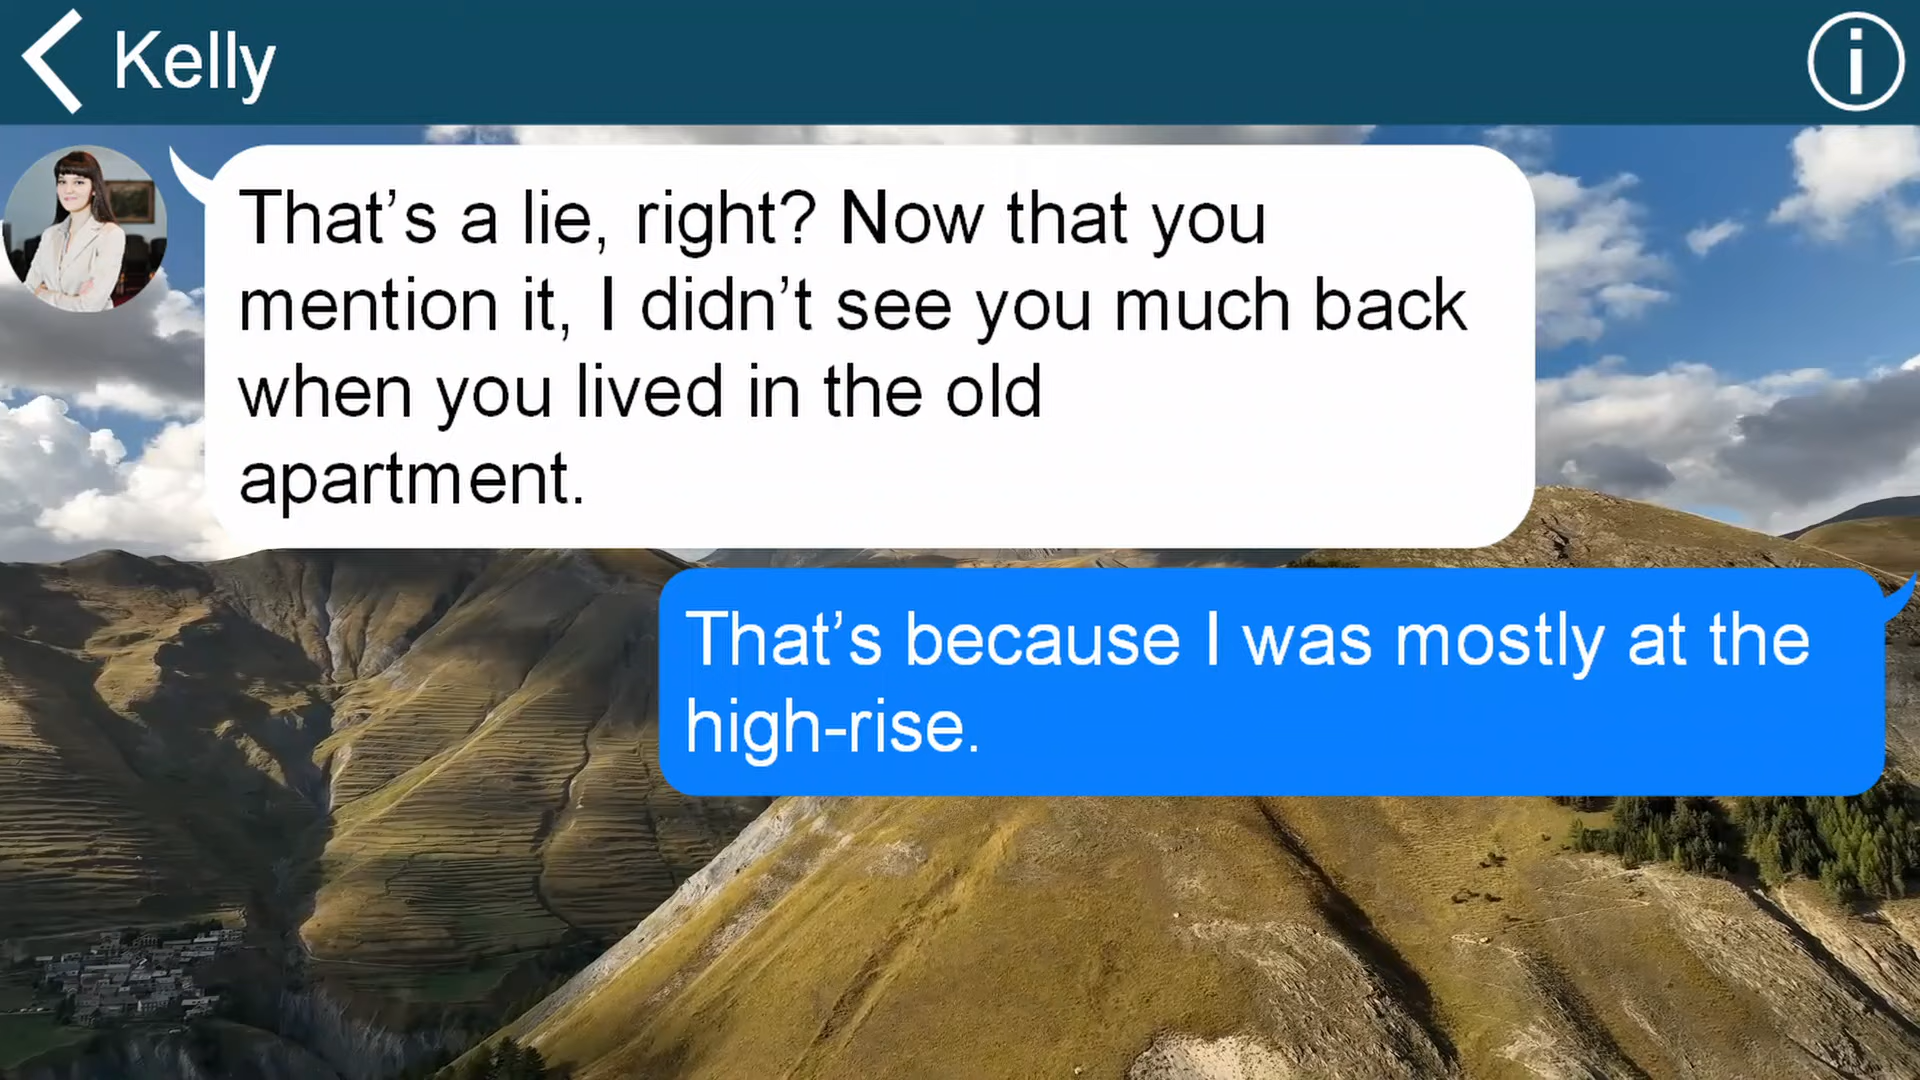 Kelly
That’s a lie, right? Now that you
mention it, I didn’t see you much back
when you lived in the old
apartment.
That’s because I was mostly at the
high-rise.